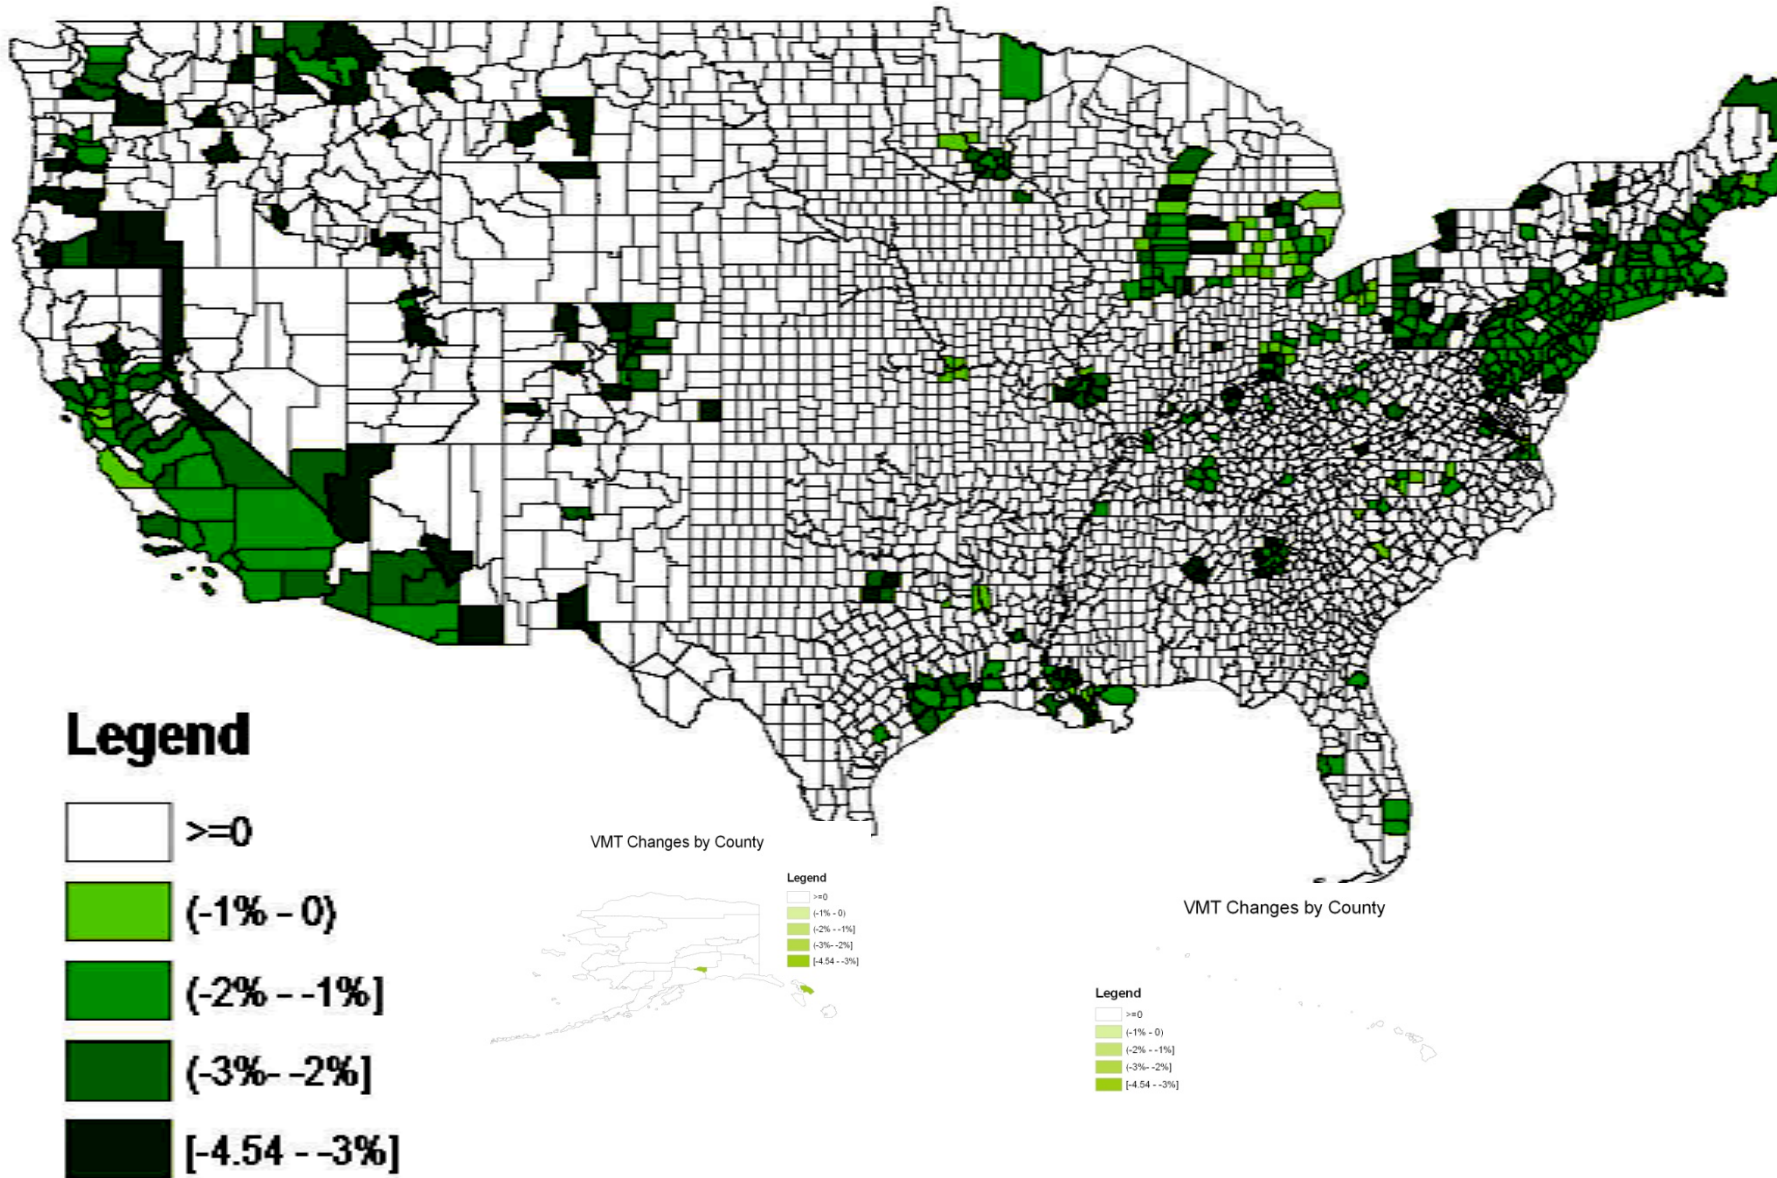 Legend
>=0
(-1% - 0)
(-2% - -1%]
(-3%- -2%]
[-4.54 - -3%]
VMT Changes by County
Legend
>=0
(-1% - 0)
(-2% - -1%]
(-3%- -2%]
[-4.54 - -3%]
VMT Changes by County
Legend
>=0
(-1% - 0)
(-2% - -1%]
(-3%- -2%]
[-4.54 - -3%]